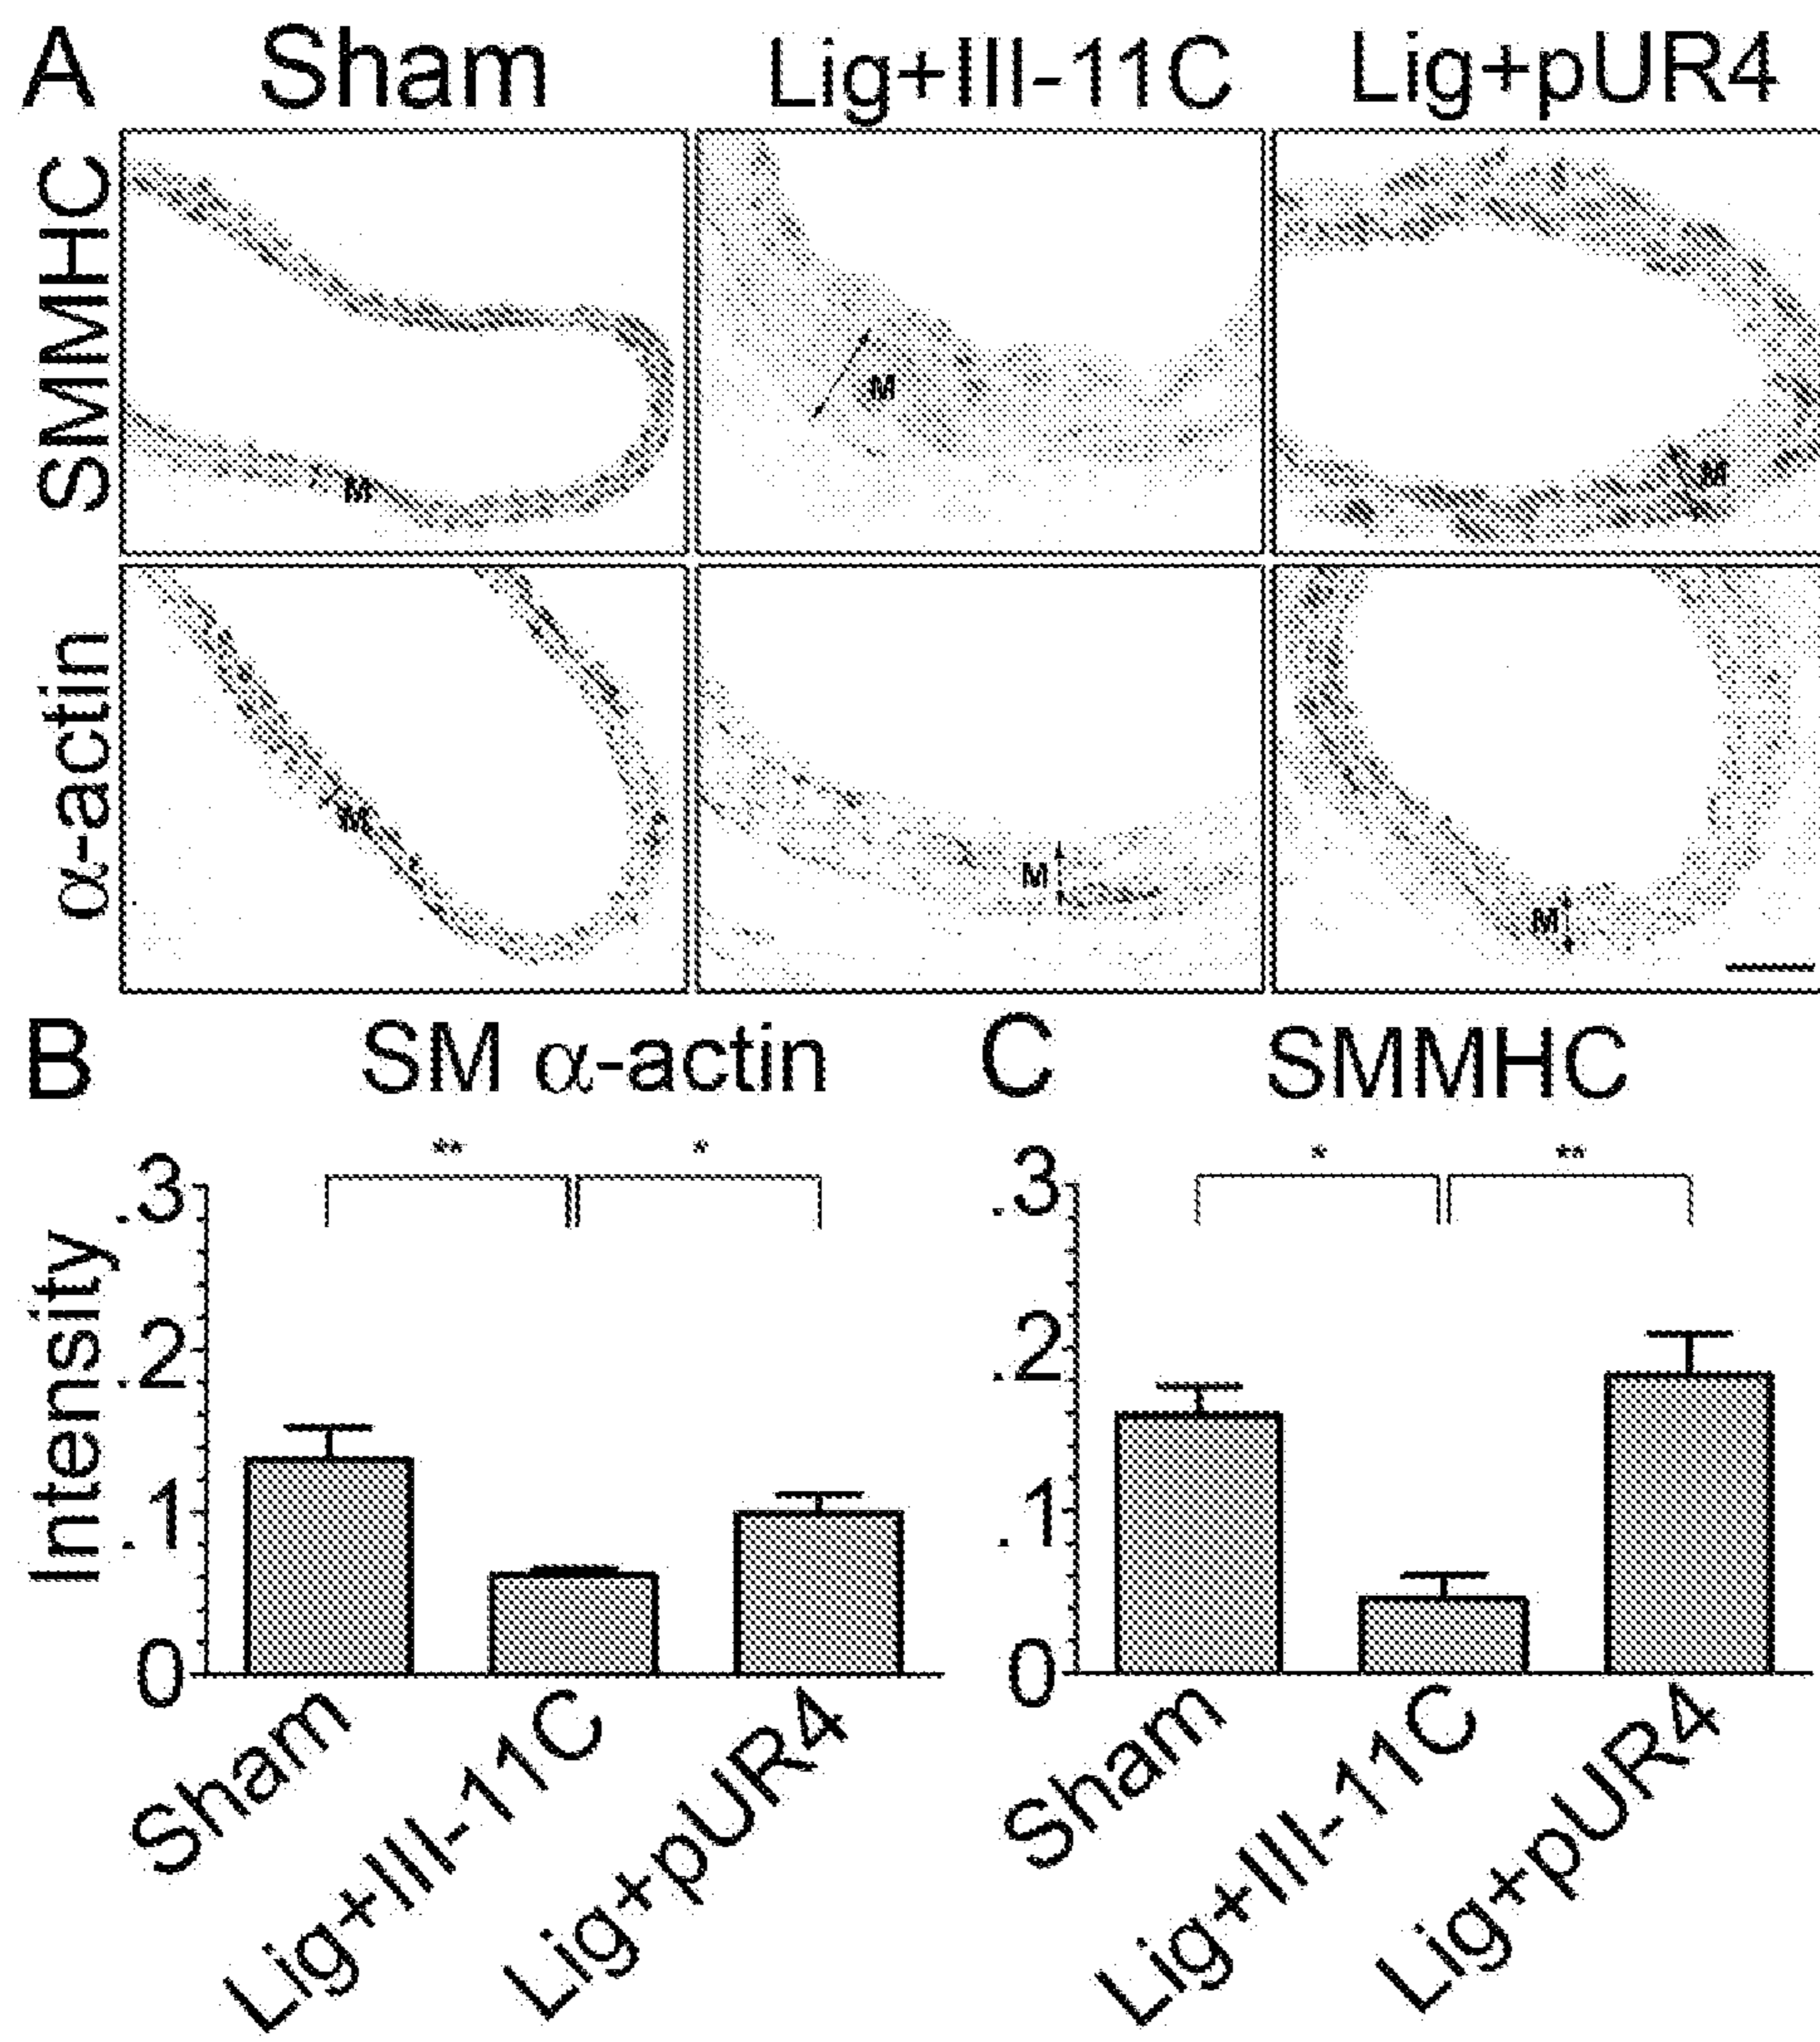 A Sham Lig+III-11C Lig+pUR4
SMMHC
M
M
M
α-actin
M
M
M
B SM α-actin C SMMHC
** * * **
Intensity
.3
.2
.1
0
.3
.2
.1
0
Sham
Lig+III-11C
Lig+pUR4
Sham
Lig+III-11C
Lig+pUR4